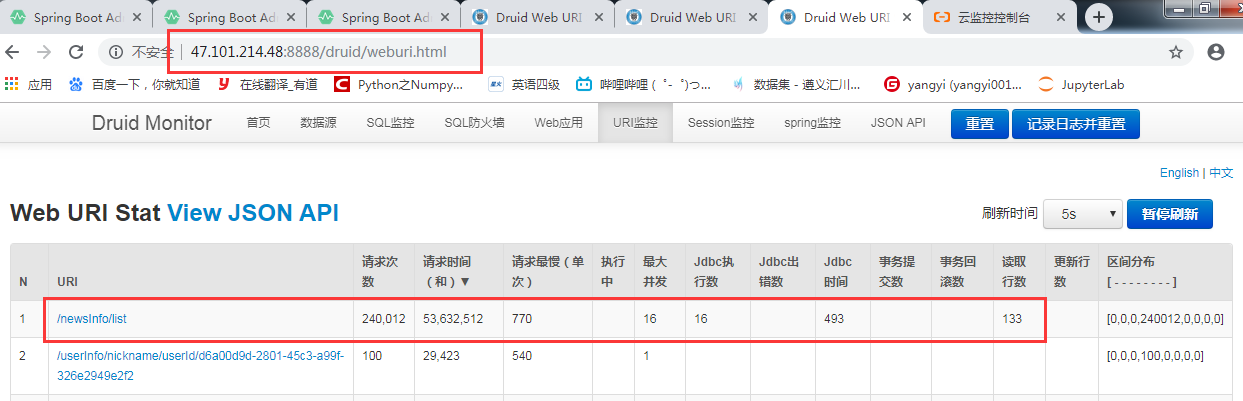 Spring Boot Ad
Spring Boot Ad
Spring Boot Ad
Druid Web URI
Druid Web URI
Druid Web URI
云监控控制台
不安全 | 47.101.214.48:8888/druid/weburi.html
应用 百度一下，你就知道 在线翻译_有道 Python之Numpy... 英语四级 哔哩哔哩 ( ゜- ゜)つ... 数据集 - 遵义汇川... yangyi (yangyi001... JupyterLab
Druid Monitor 首页 数据源 SQL监控 SQL防火墙 Web应用 URI监控 Session监控 spring监控 JSON API 重置 记录日志并重置
English | 中文
Web URI Stat View JSON API 刷新时间 5s 暂停刷新
N URI 请求次数 请求时间（和）▼ 请求最慢（单次） 执行中 最大并发 Jdbc执行数 Jdbc出错数 Jdbc时间 事务提交数 事务回滚数 读取行数 更新行数 区间分布 [ - - - - - - - - ]
1 /newsInfo/list 240,012 53,632,512 770 16 16 493 133 [0,0,0,240012,0,0,0,0]
2 /userInfo/nickname/userId/d6a00d9d-2801-45c3-a99f- 100 29,423 540 1 [0,0,0,100,0,0,0,0]
326e2949e2f2